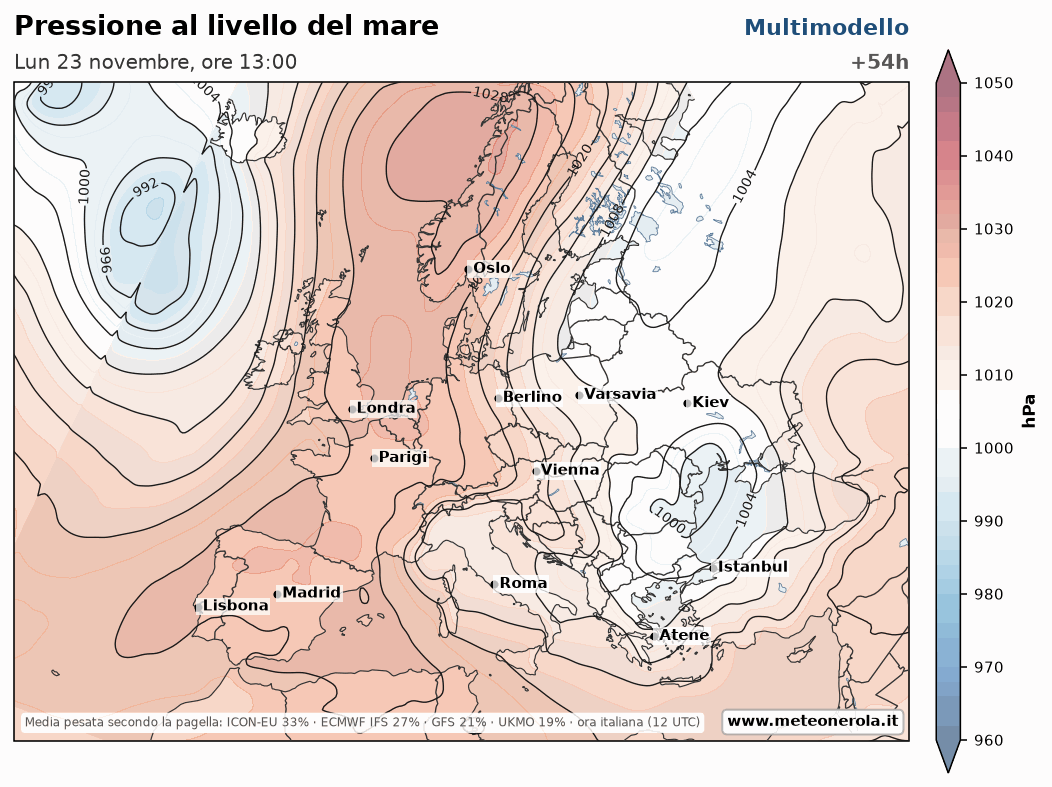 Pressione al livello del mare
Multimodello
Lun 23 novembre, ore 13:00
+54h
1028
1004
1000
992
996
1020
1004
1008
Oslo
Londra
Berlino
Varsavia
Kiev
Parigi
Vienna
1000
1004
Istanbul
Roma
Madrid
Lisbona
Atene
Media pesata secondo la pagella: ICON-EU 33% · ECMWF IFS 27% · GFS 21% · UKMO 19% · ora italiana (12 UTC)
www.meteonerola.it
1050
1040
1030
1020
1010
1000
990
980
970
960
hPa